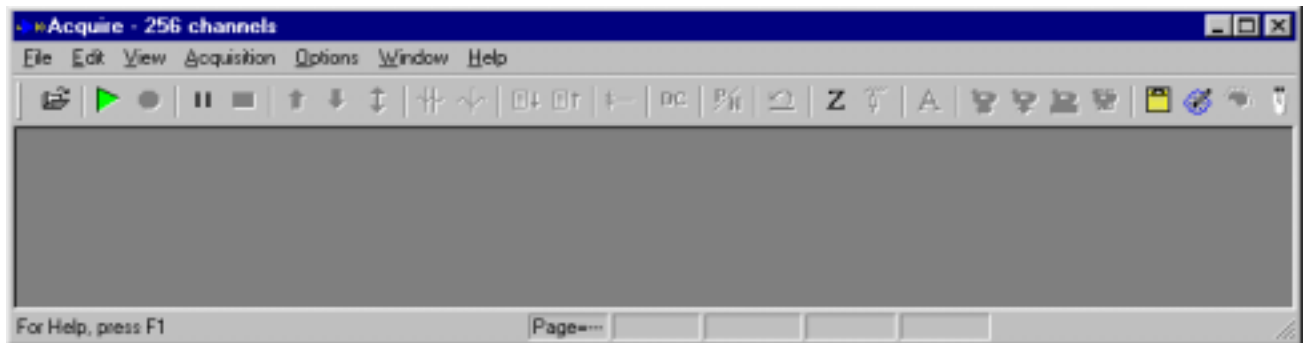 Acquire - 256 channels
File Edit View Acquisition Options Window Help
DC P/N Z A
For Help, press F1 Page=---